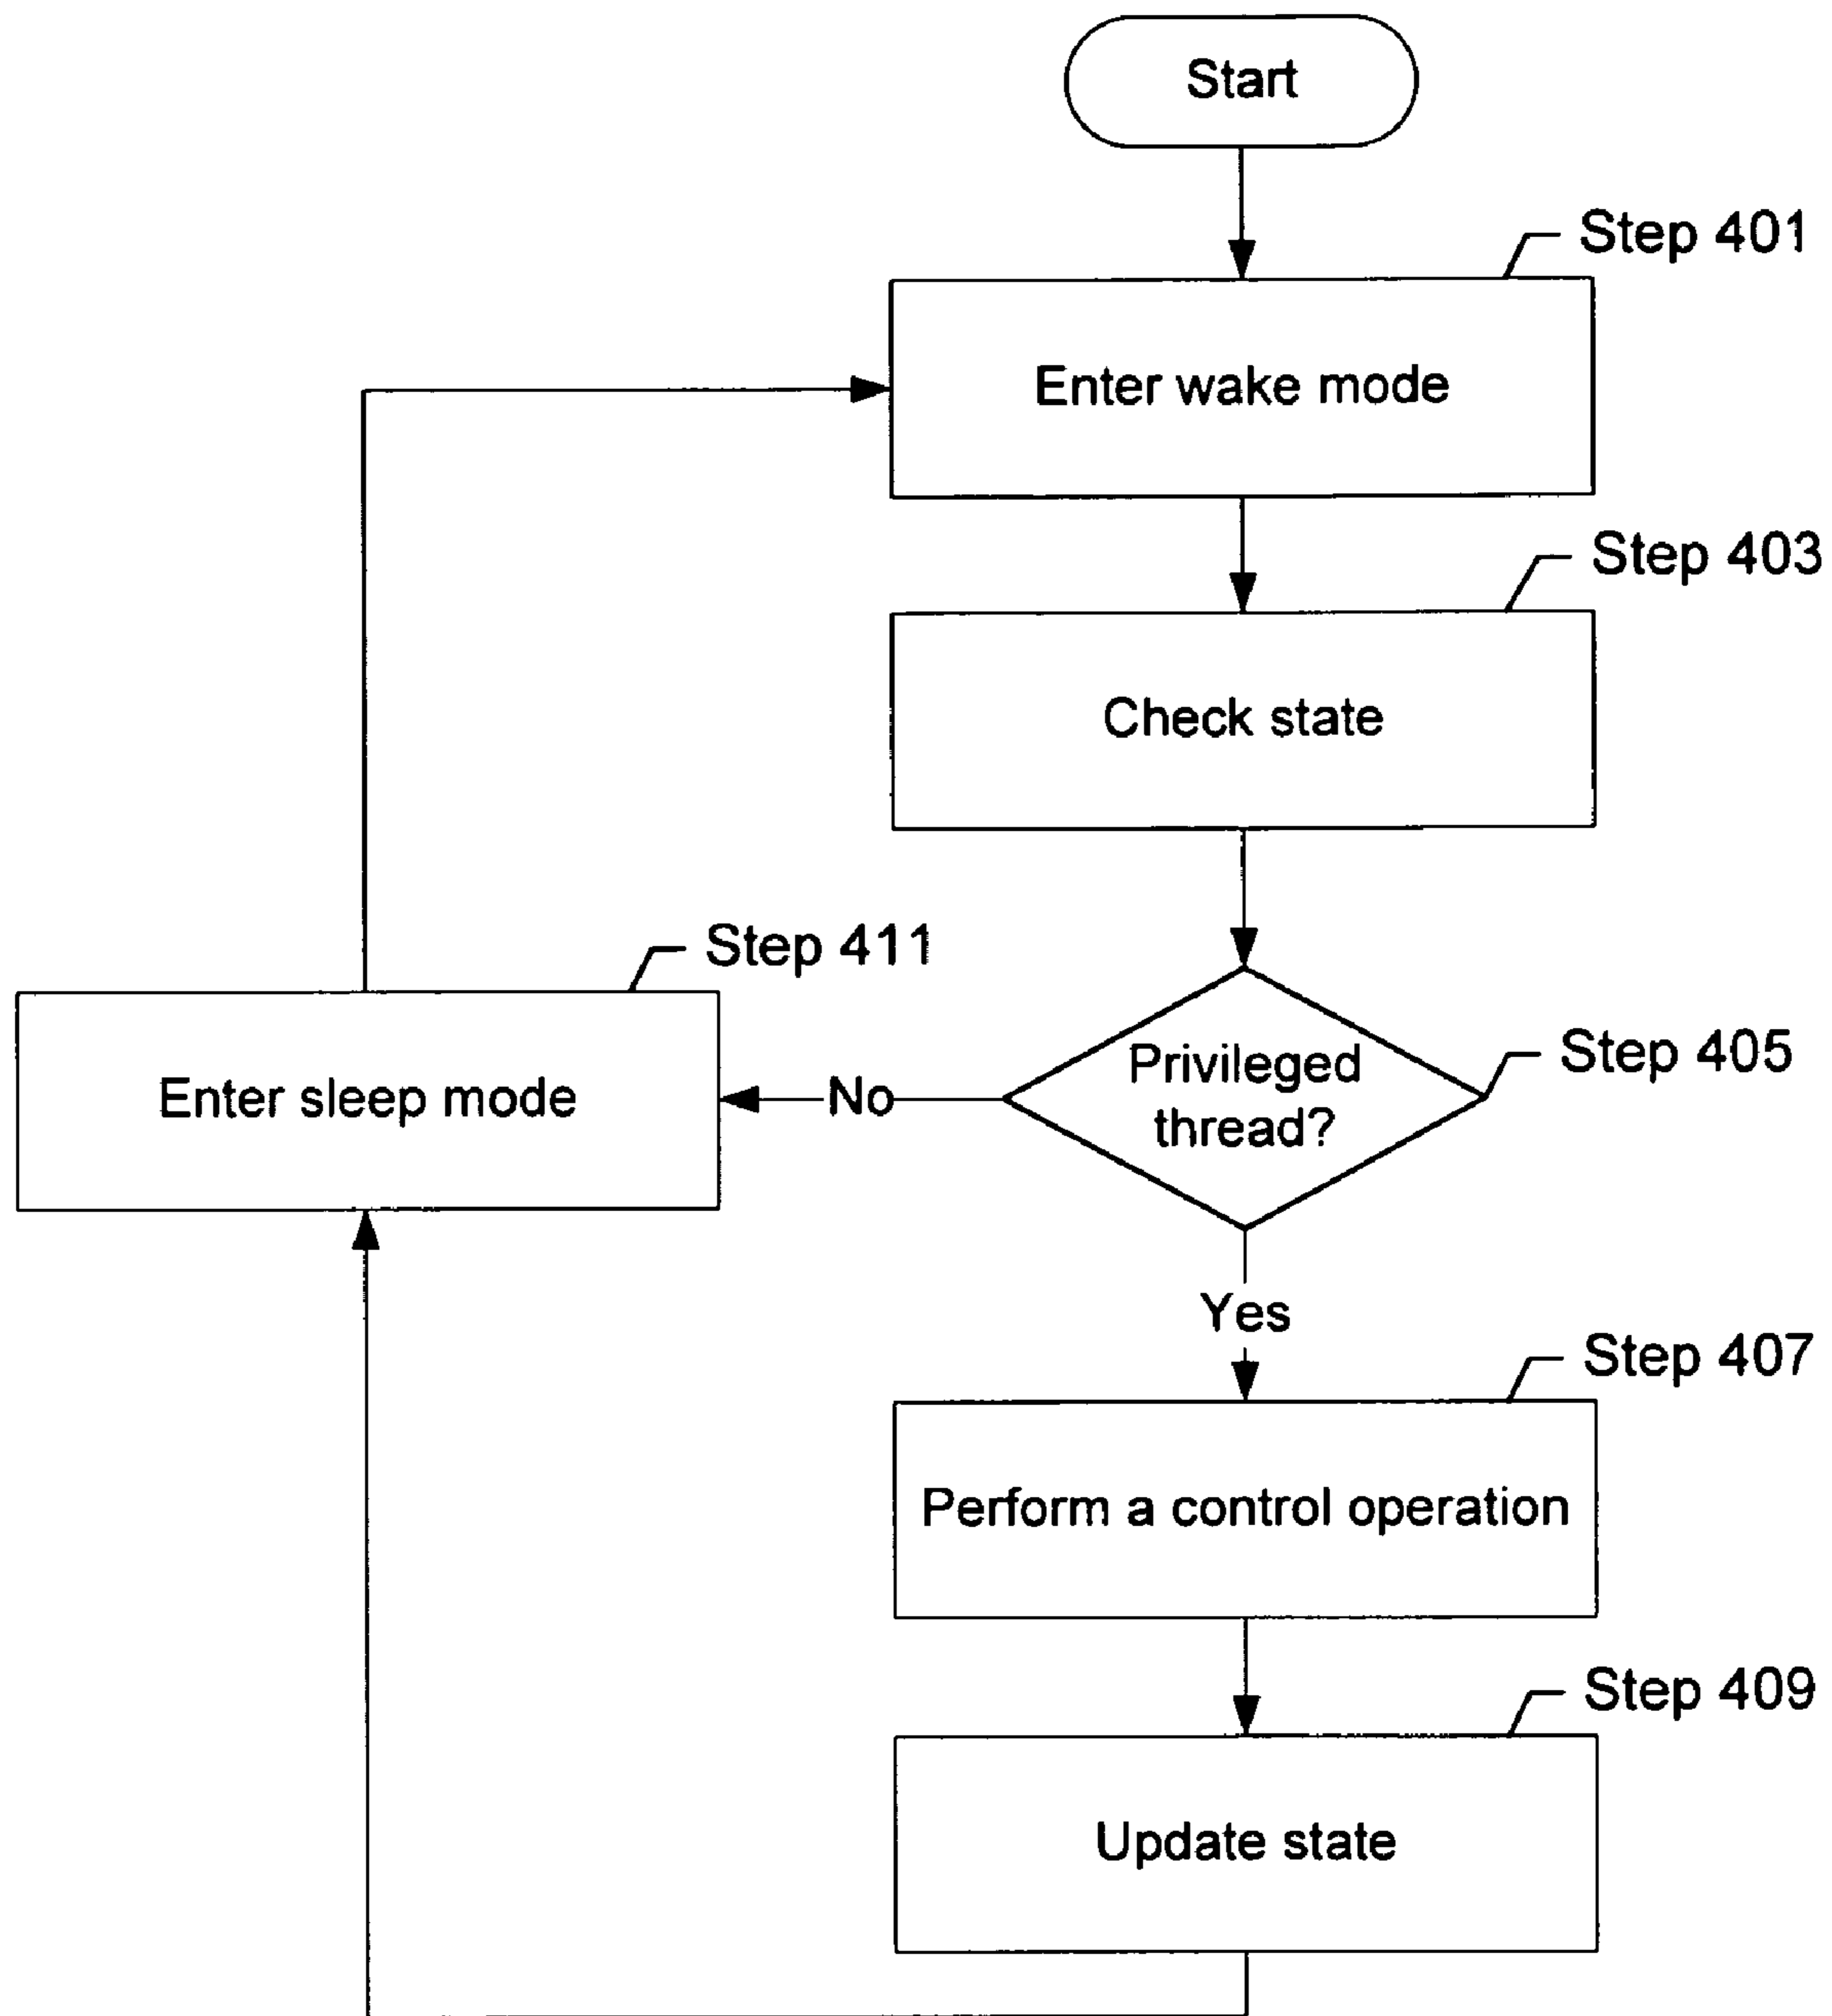 Start
Step 401
Enter wake mode
Step 403
Check state
Step 411
Enter sleep mode
No
Privileged
thread?
Step 405
Yes
Step 407
Perform a control operation
Step 409
Update state